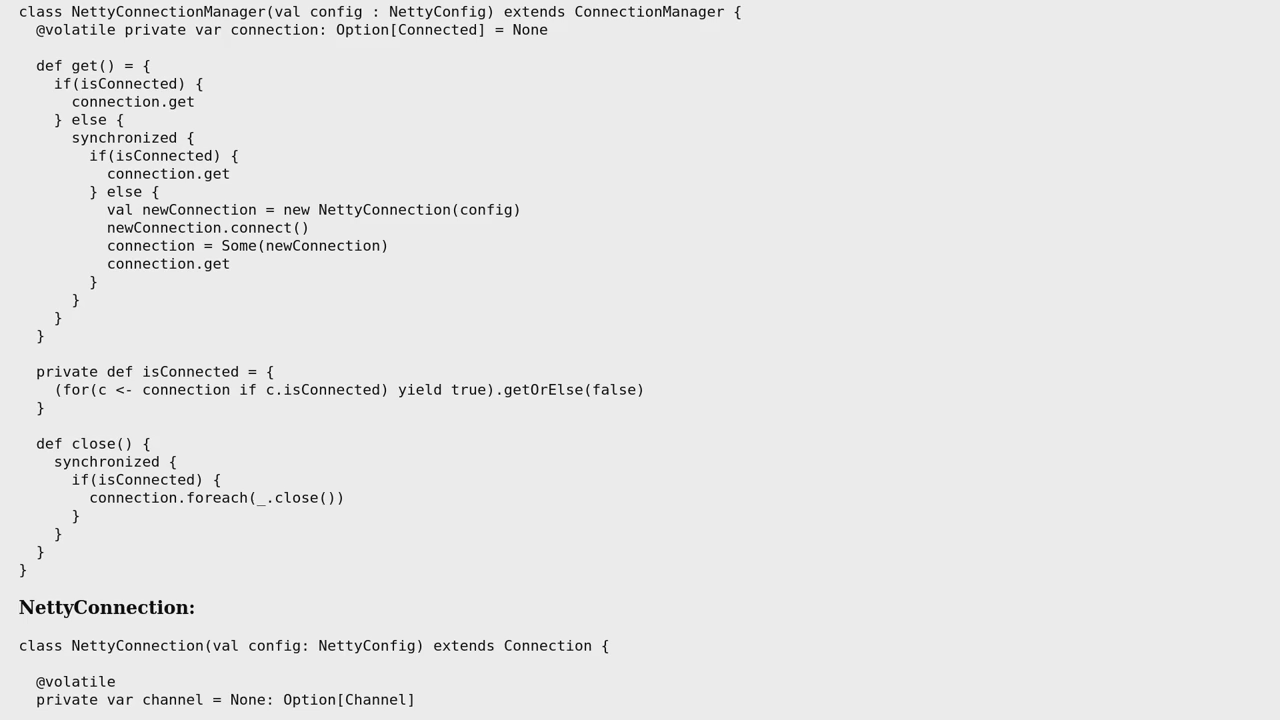 class NettyConnectionManager(val config : NettyConfig) extends ConnectionManager {
  @volatile private var connection: Option[Connected] = None

  def get() = {
    if(isConnected) {
      connection.get
    } else {
      synchronized {
        if(isConnected) {
          connection.get
        } else {
          val newConnection = new NettyConnection(config)
          newConnection.connect()
          connection = Some(newConnection)
          connection.get
        }
      }
    }
  }

  private def isConnected = {
    (for(c <- connection if c.isConnected) yield true).getOrElse(false)
  }

  def close() {
    synchronized {
      if(isConnected) {
        connection.foreach(_.close())
      }
    }
  }
}

NettyConnection:

class NettyConnection(val config: NettyConfig) extends Connection {

  @volatile
  private var channel = None: Option[Channel]